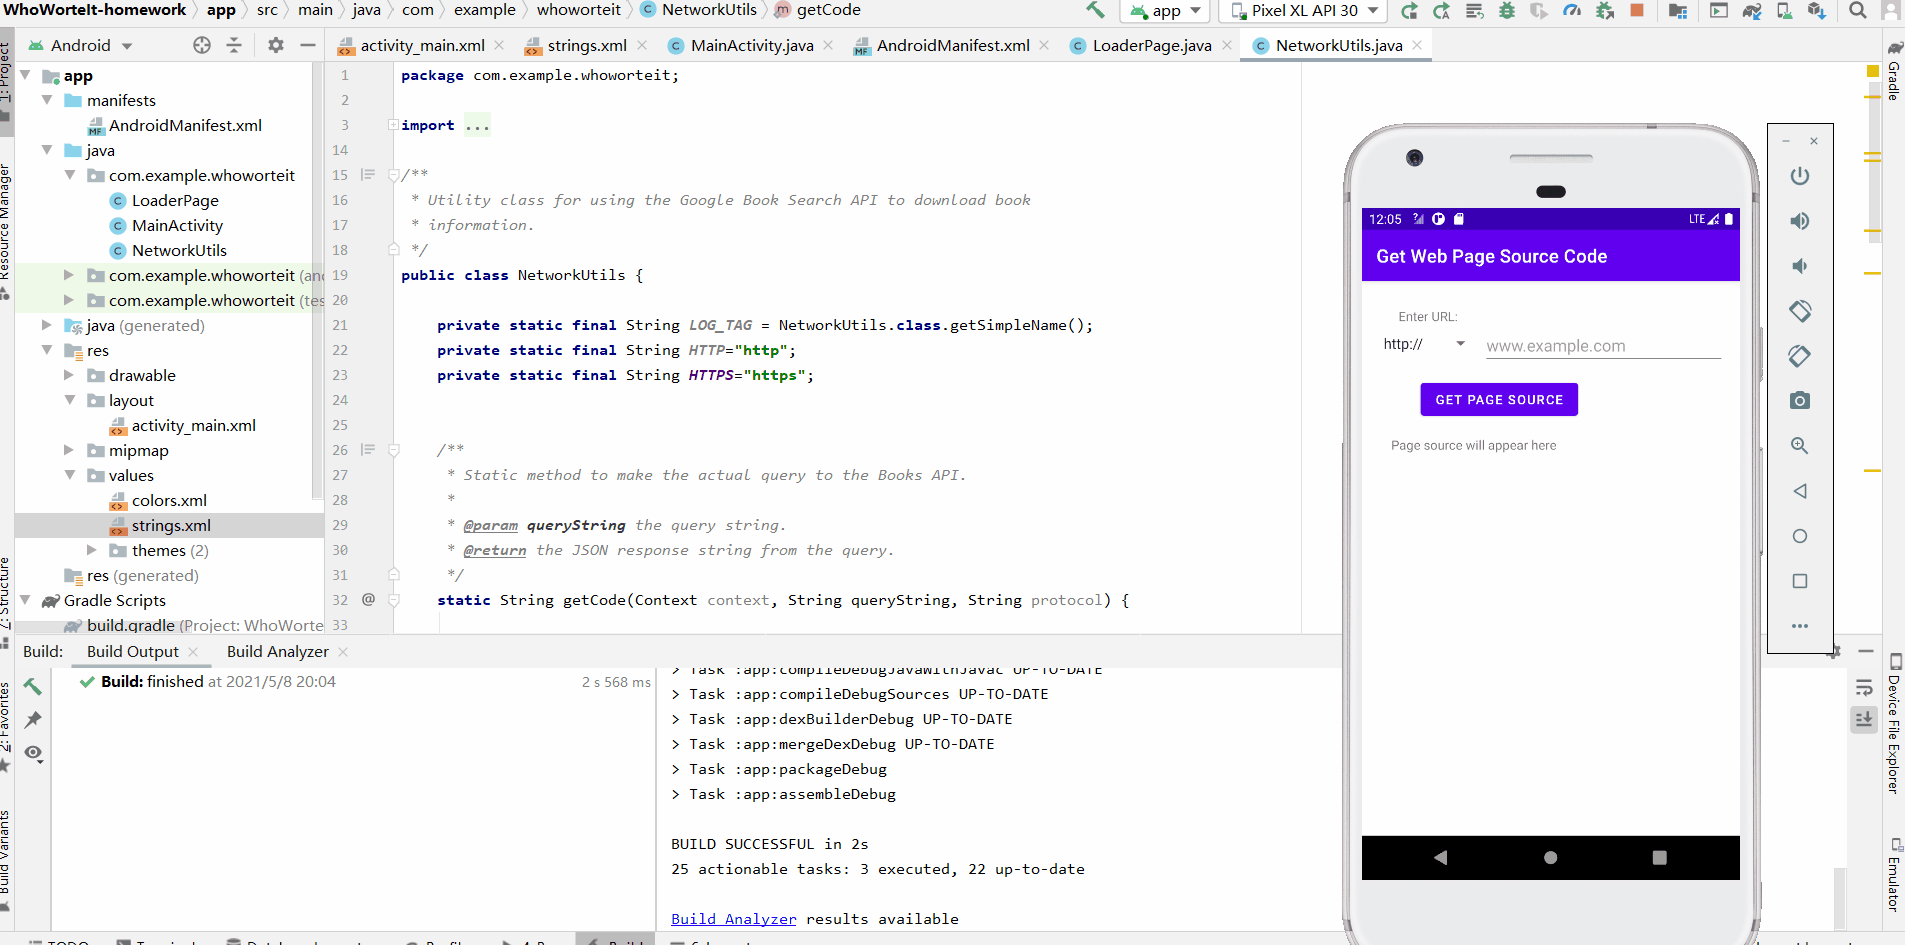 WhoWorteIt-homework app src main java com example whoworteit NetworkUtils getCode
app Pixel XL API 30
Android
activity_main.xml strings.xml MainActivity.java AndroidManifest.xml LoaderPage.java NetworkUtils.java
1: Project
Resource Manager
Z: Structure
2: Favorites
Build Variants
app
manifests
AndroidManifest.xml
java
com.example.whoworteit
LoaderPage
MainActivity
NetworkUtils
com.example.whoworteit (an
com.example.whoworteit (tes
java (generated)
res
drawable
layout
activity_main.xml
mipmap
values
colors.xml
strings.xml
themes (2)
res (generated)
Gradle Scripts
build.gradle (Project: WhoWorte
1 package com.example.whoworteit;
2
3 import ...
14
15 /**
16 * Utility class for using the Google Book Search API to download book
17 * information.
18 */
19 public class NetworkUtils {
20
21 private static final String LOG_TAG = NetworkUtils.class.getSimpleName();
22 private static final String HTTP="http";
23 private static final String HTTPS="https";
24
25
26 /**
27 * Static method to make the actual query to the Books API.
28 *
29 * @param queryString the query string.
30 * @return the JSON response string from the query.
31 */
32 @ static String getCode(Context context, String queryString, String protocol) {
33
12:05 LTE
Get Web Page Source Code
Enter URL:
http:// www.example.com
GET PAGE SOURCE
Page source will appear here
Gradle
Device File Explorer
Emulator
Build: Build Output Build Analyzer
Build: finished at 2021/5/8 20:04 2 s 568 ms
> Task :app:compileDebugJavaWithJavac UP-TO-DATE
> Task :app:compileDebugSources UP-TO-DATE
> Task :app:dexBuilderDebug UP-TO-DATE
> Task :app:mergeDexDebug UP-TO-DATE
> Task :app:packageDebug
> Task :app:assembleDebug
BUILD SUCCESSFUL in 2s
25 actionable tasks: 3 executed, 22 up-to-date
Build Analyzer results available
TODO